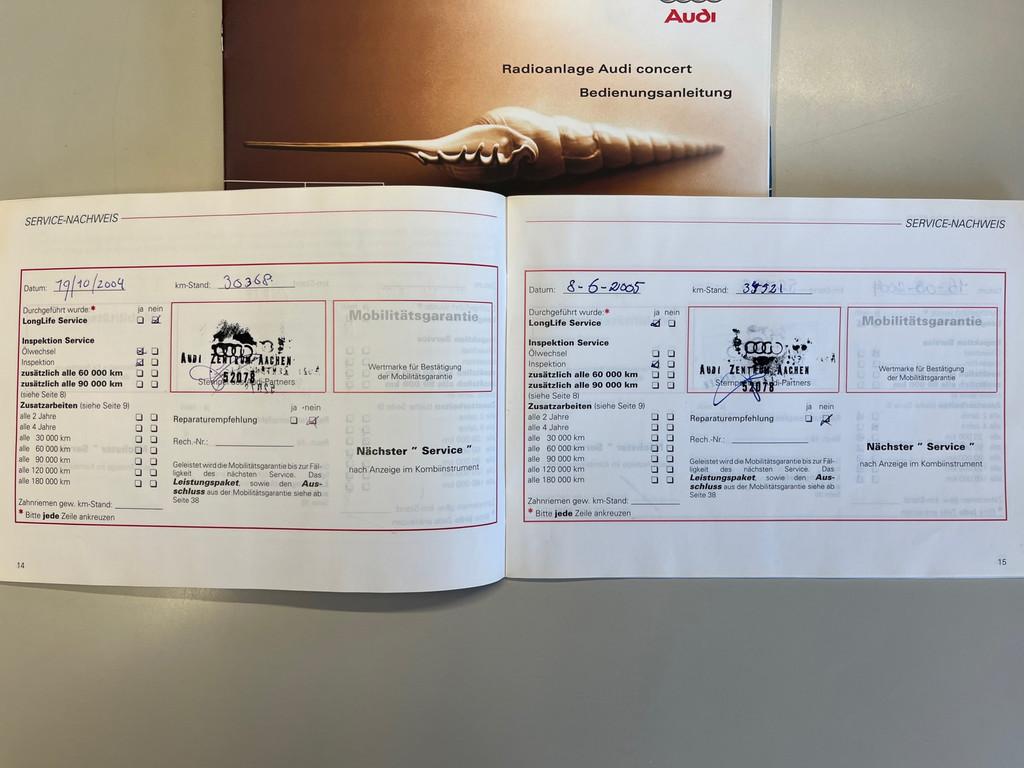 Audi
Radioanlage Audi concert
Bedienungsanleitung
SERVICE-NACHWEIS
Datum: 19/10/2004 km-Stand: 30368
Durchgeführt wurde:* ja nein
LongLife Service
Inspektion Service
Ölwechsel
Inspektion
zusätzlich alle 60 000 km
zusätzlich alle 90 000 km
(siehe Seite 8)
Zusatzarbeiten (siehe Seite 9)
alle 2 Jahre
alle 4 Jahre
alle 30 000 km
alle 60 000 km
alle 90 000 km
alle 120 000 km
alle 180 000 km
Zahnriemen gew. km-Stand:
* Bitte jede Zeile ankreuzen
AUDI ZENTRUM AACHEN
52078
ja nein
Reparaturempfehlung
Rech.-Nr.:
Geleistet wird die Mobilitätsgarantie bis zur Fäl-
ligkeit des nächsten Service. Das
Leistungspaket, sowie den Aus-
schluss aus der Mobilitätsgarantie siehe ab
Seite 38
Mobilitätsgarantie
Wertmarke für Bestätigung
der Mobilitätsgarantie
Nächster " Service "
nach Anzeige im Kombiinstrument
14
SERVICE-NACHWEIS
Datum: 8-6-2005 km-Stand:
Durchgeführt wurde:* ja nein
LongLife Service
Inspektion Service
Ölwechsel
Inspektion
zusätzlich alle 60 000 km
zusätzlich alle 90 000 km
(siehe Seite 8)
Zusatzarbeiten (siehe Seite 9)
alle 2 Jahre
alle 4 Jahre
alle 30 000 km
alle 60 000 km
alle 90 000 km
alle 120 000 km
alle 180 000 km
Zahnriemen gew. km-Stand:
* Bitte jede Zeile ankreuzen
AUDI ZENTRUM AACHEN
52078
ja nein
Reparaturempfehlung
Rech.-Nr.:
Geleistet wird die Mobilitätsgarantie bis zur Fäl-
ligkeit des nächsten Service. Das
Leistungspaket, sowie den Aus-
schluss aus der Mobilitätsgarantie siehe ab
Seite 38
Mobilitätsgarantie
Wertmarke für Bestätigung
der Mobilitätsgarantie
Nächster " Service "
nach Anzeige im Kombiinstrument
15